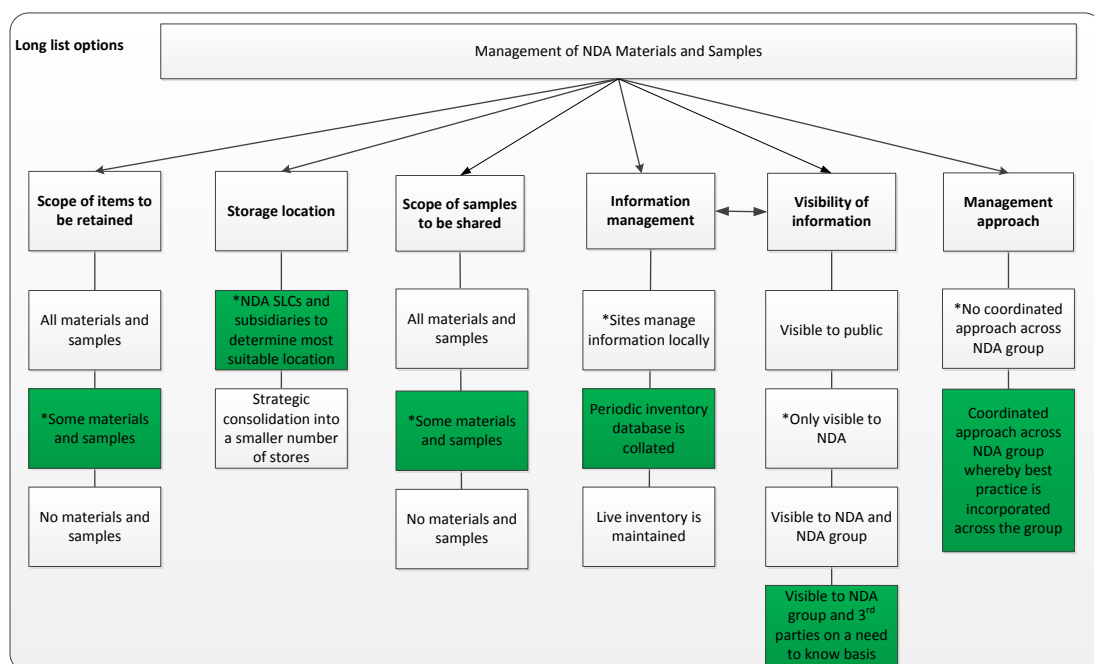 Long list options
Management of NDA Materials and Samples
Scope of items to
be retained
Storage location
Scope of samples
to be shared
Information
management
Visibility of
information
Management
approach
All materials and
samples
*Some materials
and samples
No materials and
samples
*NDA SLCs and
subsidiaries to
determine most
suitable location
Strategic
consolidation into
a smaller number
of stores
All materials and
samples
*Some materials
and samples
No materials and
samples
*Sites manage
information locally
Periodic inventory
database is
collated
Live inventory is
maintained
Visible to public
*Only visible to
NDA
Visible to NDA and
NDA group
Visible to NDA
group and 3rd
parties on a need
to know basis
*No coordinated
approach across
NDA group
Coordinated
approach across
NDA group
whereby best
practice is
incorporated
across the group